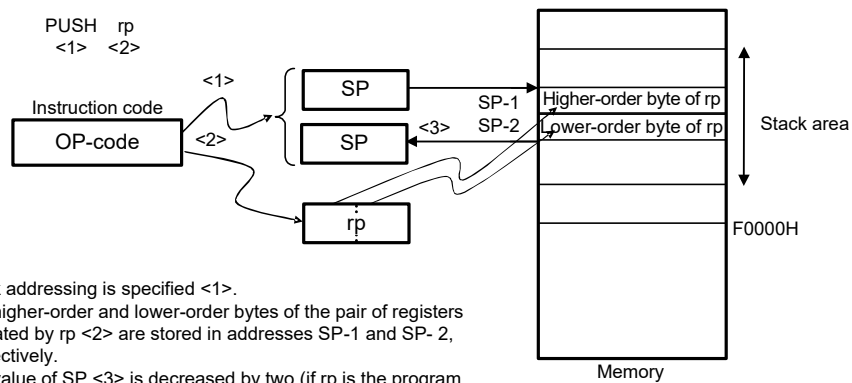 PUSH rp
<1> <2>
<1>
SP
SP-1
Higher-order byte of rp
Instruction code
OP-code
<2>
SP
<3>
SP-2
Lower-order byte of rp
Stack area
rp
F0000H
addressing is specified <1>.
igher-order and lower-order bytes of the pair of registers
ated by rp <2> are stored in addresses SP-1 and SP- 2,
ectively.
value of SP <3> is decreased by two (if rp is the program
Memory